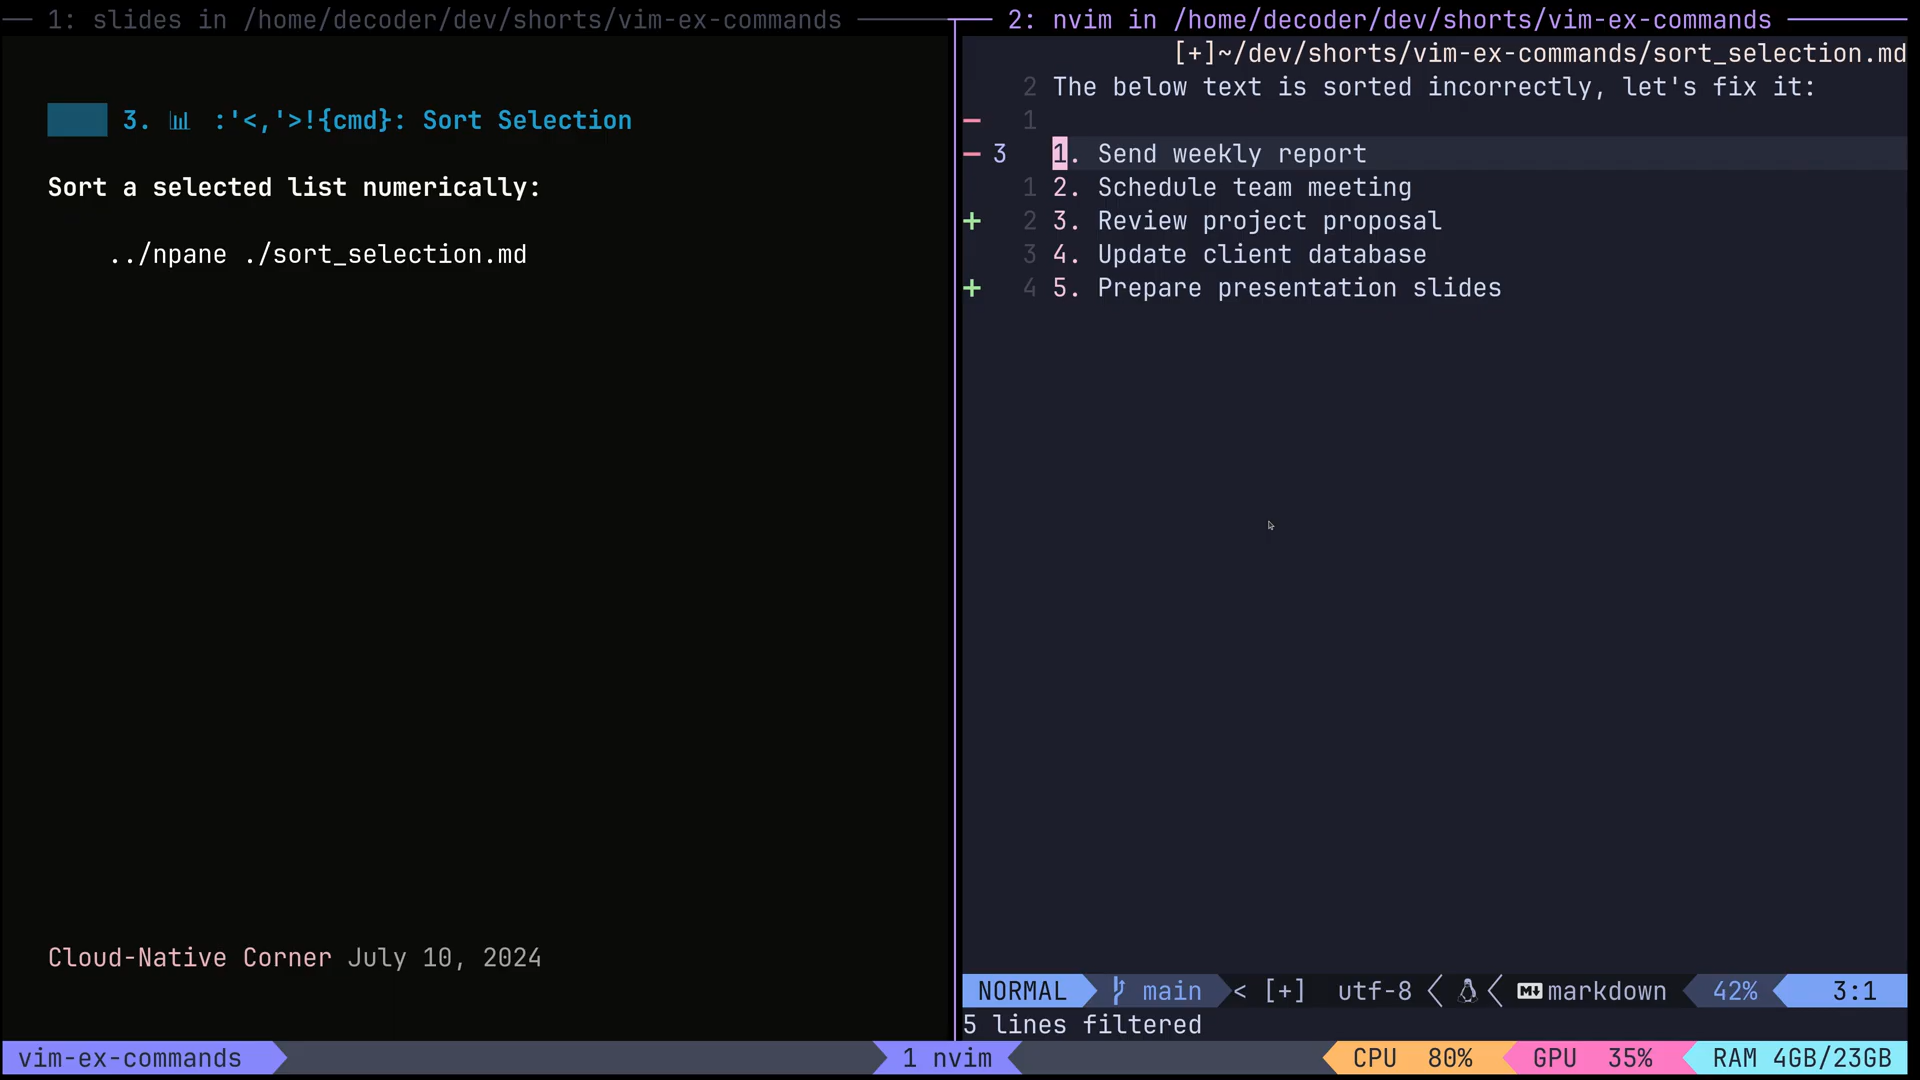 1: slides in /home/decoder/dev/shorts/vim-ex-commands
3. :'<,'>!{cmd}: Sort Selection
Sort a selected list numerically:
../npane ./sort_selection.md
Cloud-Native Corner July 10, 2024
2: nvim in /home/decoder/dev/shorts/vim-ex-commands
[+]~/dev/shorts/vim-ex-commands/sort_selection.md
2 The below text is sorted incorrectly, let's fix it:
− 1
− 3 1. Send weekly report
1 2. Schedule team meeting
+ 2 3. Review project proposal
3 4. Update client database
+ 4 5. Prepare presentation slides
NORMAL main < [+] utf-8 < < M↓ markdown 42% 3:1
5 lines filtered
vim-ex-commands 1 nvim CPU 80% GPU 35% RAM 4GB/23GB